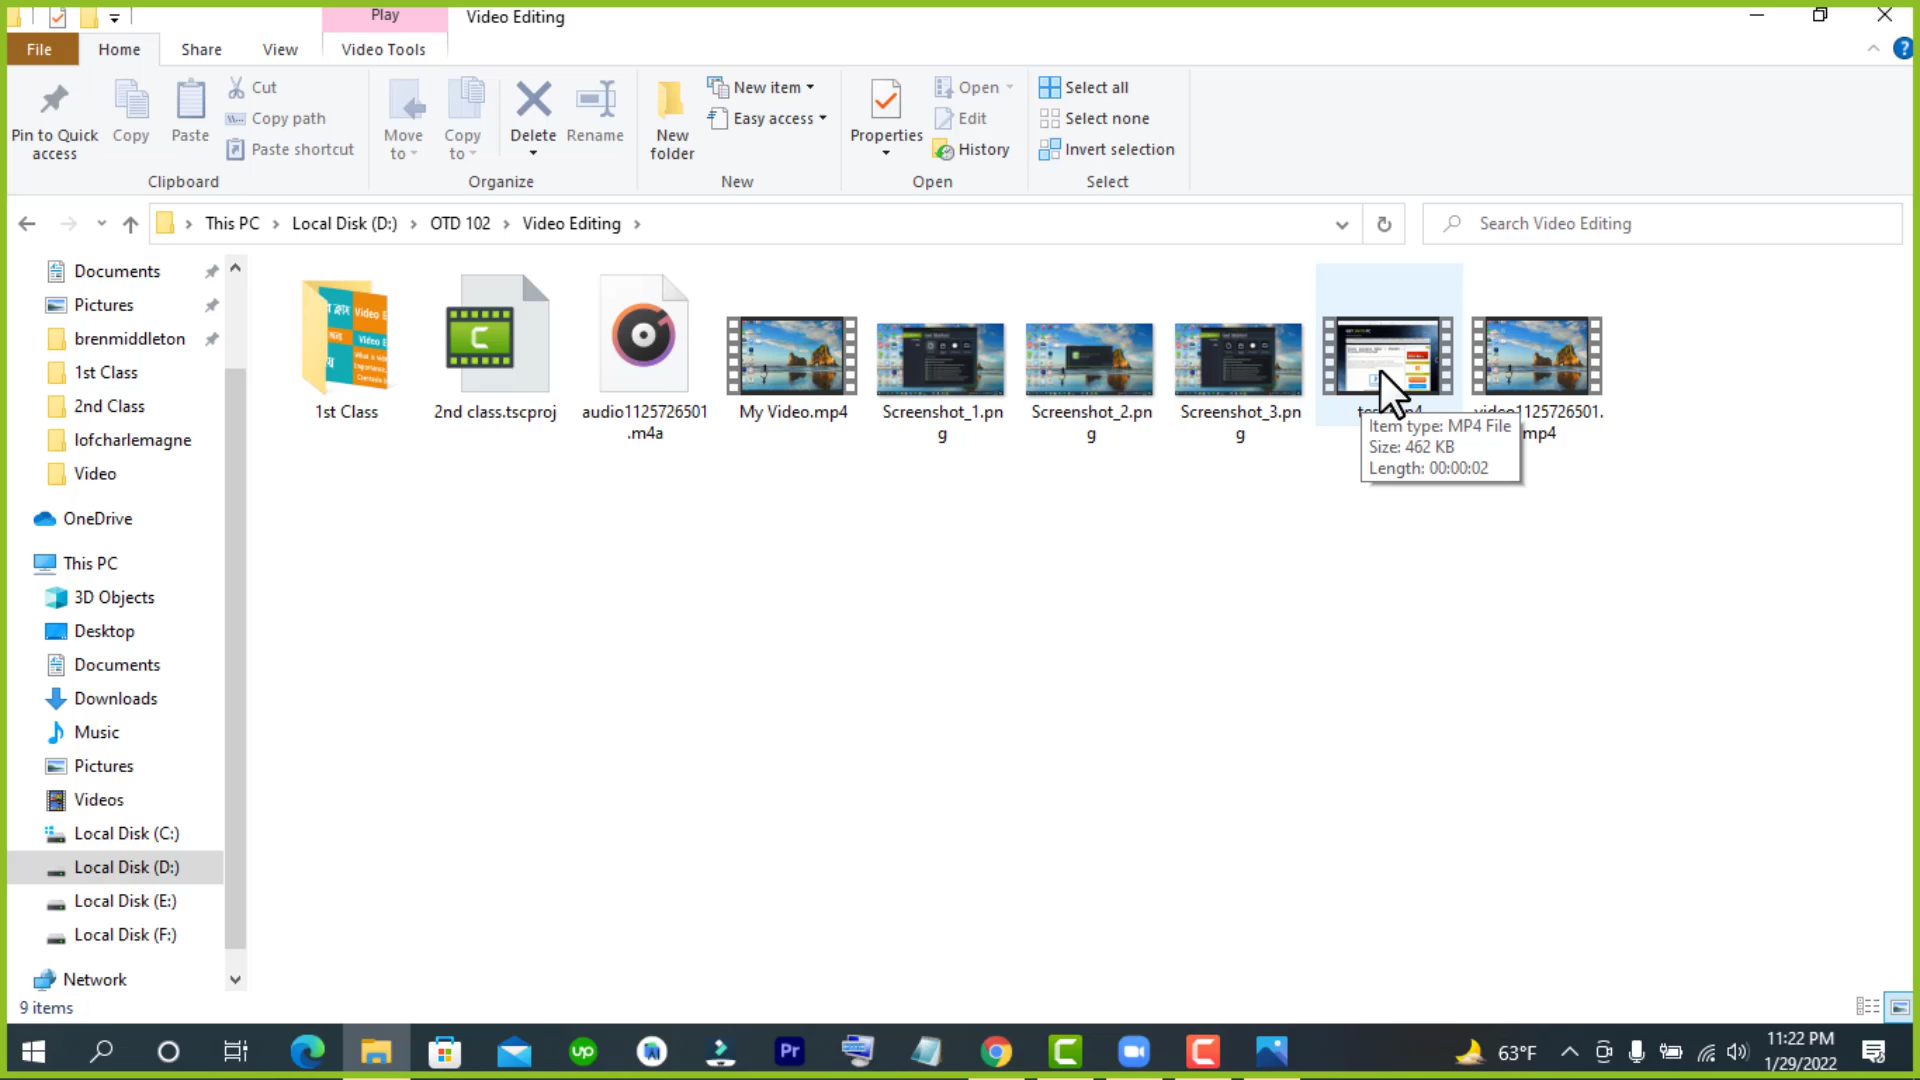 Play
Video Editing
File
Home
Share
View
Video Tools
Pin to Quick access
Copy
Paste
Cut
Copy path
Paste shortcut
Clipboard
Move to
Copy to
Delete
Rename
Organize
New folder
New item
Easy access
New
Properties
Open
Edit
History
Open
Select all
Select none
Invert selection
Select
This PC
Local Disk (D:)
OTD 102
Video Editing
Search Video Editing
Documents
Pictures
brenmiddleton
1st Class
2nd Class
lofcharlemagne
Video
OneDrive
This PC
3D Objects
Desktop
Documents
Downloads
Music
Pictures
Videos
Local Disk (C:)
Local Disk (D:)
Local Disk (E:)
Local Disk (F:)
Network
1st Class
2nd class.tscproj
audio1125726501
.m4a
My Video.mp4
Screenshot_1.pn
g
Screenshot_2.pn
g
Screenshot_3.pn
g
video1125726501.
mp4
Item type: MP4 File
Size: 462 KB
Length: 00:00:02
9 items
up
Pr
63°F
11:22 PM
1/29/2022